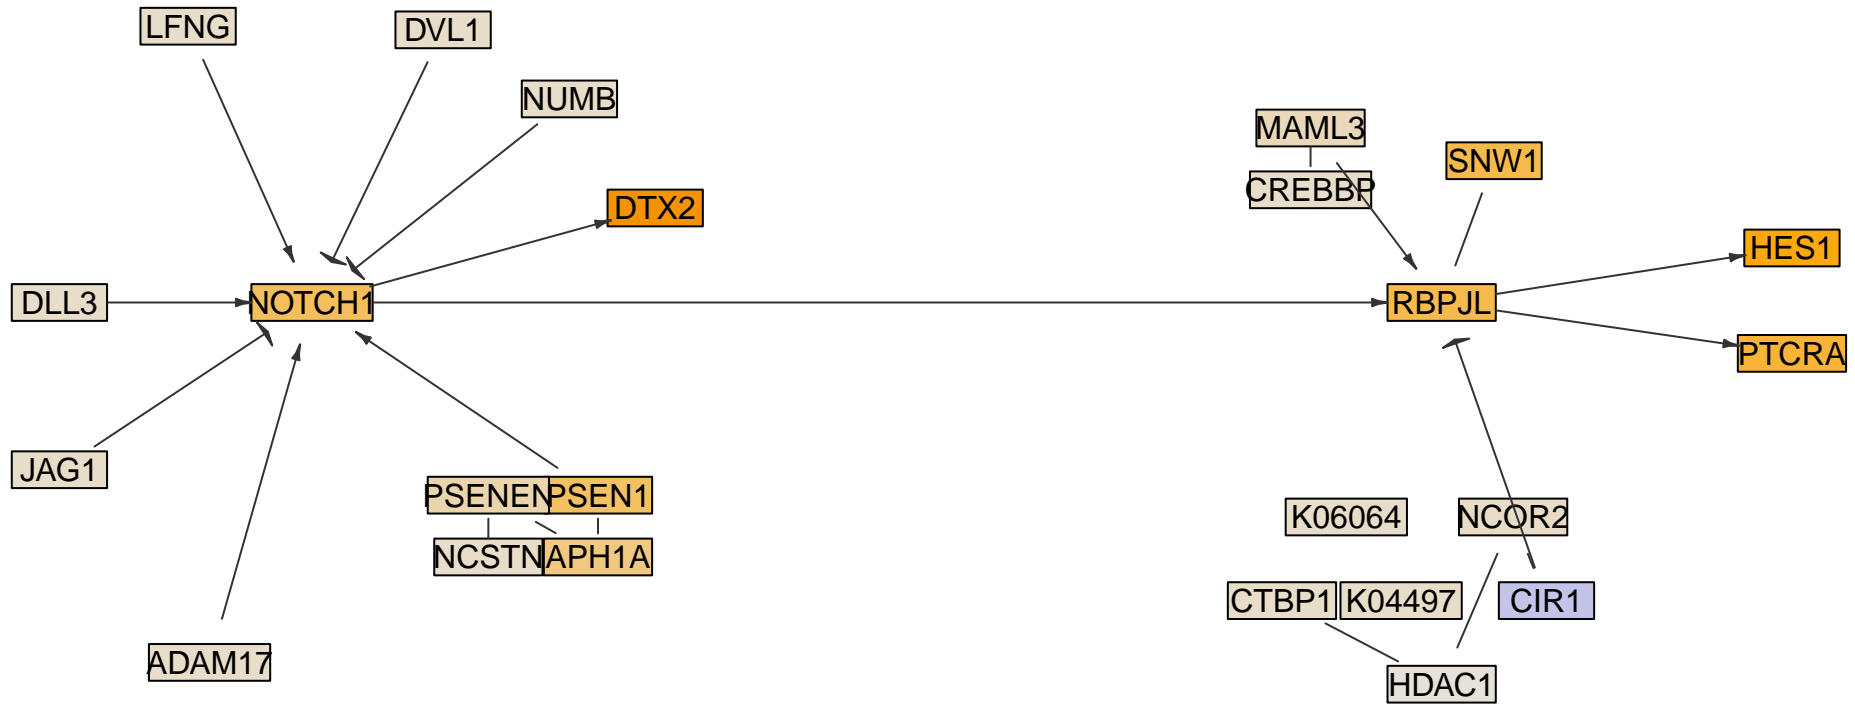 LFNG
DVL1
NUMB
MAML3
SNW1
CREBBP
DTX2
HES1
DLL3
NOTCH1
RBPJL
PTCRA
JAG1
PSENEN
PSEN1
K06064
NCOR2
NCSTN
APH1A
CTBP1
K04497
CIR1
ADAM17
HDAC1